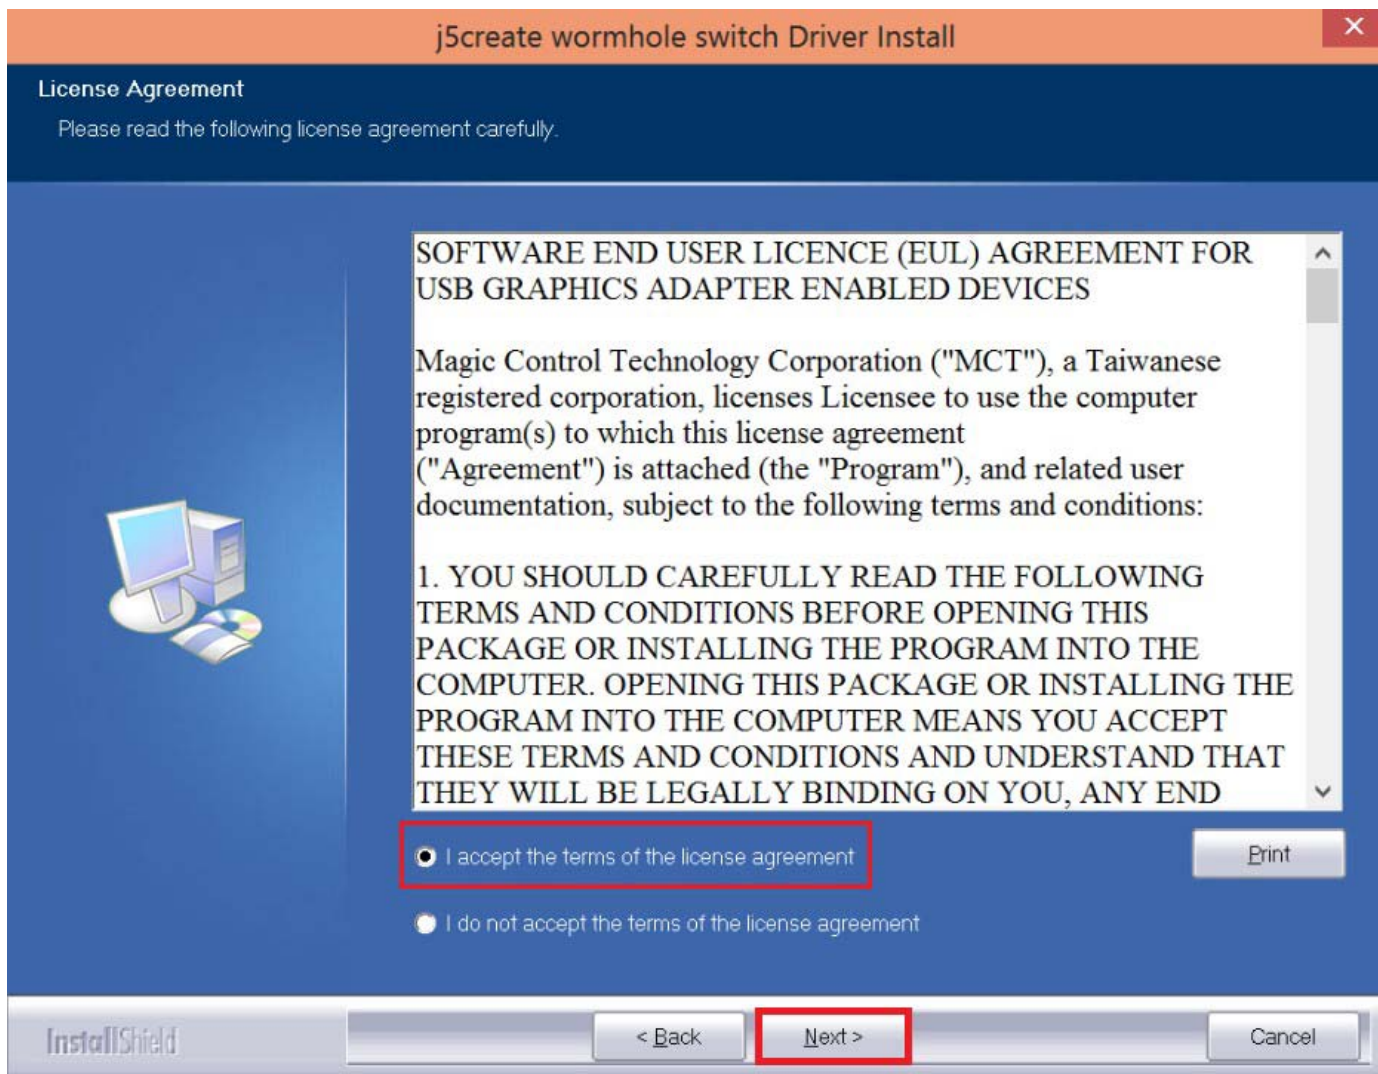 j5create wormhole switch Driver Install
License Agreement
Please read the following license agreement carefully.
SOFTWARE END USER LICENCE (EUL) AGREEMENT FOR
USB GRAPHICS ADAPTER ENABLED DEVICES
Magic Control Technology Corporation ("MCT"), a Taiwanese
registered corporation, licenses Licensee to use the computer
program(s) to which this license agreement
("Agreement") is attached (the "Program"), and related user
documentation, subject to the following terms and conditions:
1. YOU SHOULD CAREFULLY READ THE FOLLOWING
TERMS AND CONDITIONS BEFORE OPENING THIS
PACKAGE OR INSTALLING THE PROGRAM INTO THE
COMPUTER. OPENING THIS PACKAGE OR INSTALLING THE
PROGRAM INTO THE COMPUTER MEANS YOU ACCEPT
THESE TERMS AND CONDITIONS AND UNDERSTAND THAT
THEY WILL BE LEGALLY BINDING ON YOU, ANY END
I accept the terms of the license agreement
Print
I do not accept the terms of the license agreement
InstallShield
< Back
Next >
Cancel